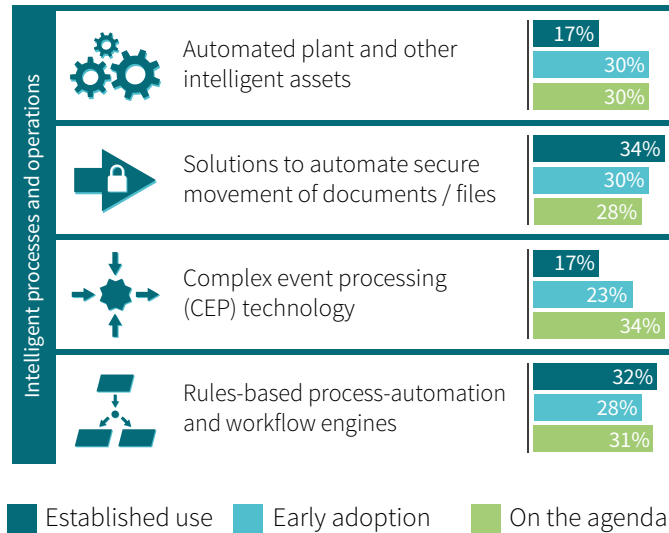 Intelligent processes and operations
Automated plant and other
intelligent assets
17%
30%
30%
Solutions to automate secure
movement of documents / files
34%
30%
28%
Complex event processing
(CEP) technology
17%
23%
34%
Rules-based process-automation
and workflow engines
32%
28%
31%
Established use
Early adoption
On the agenda